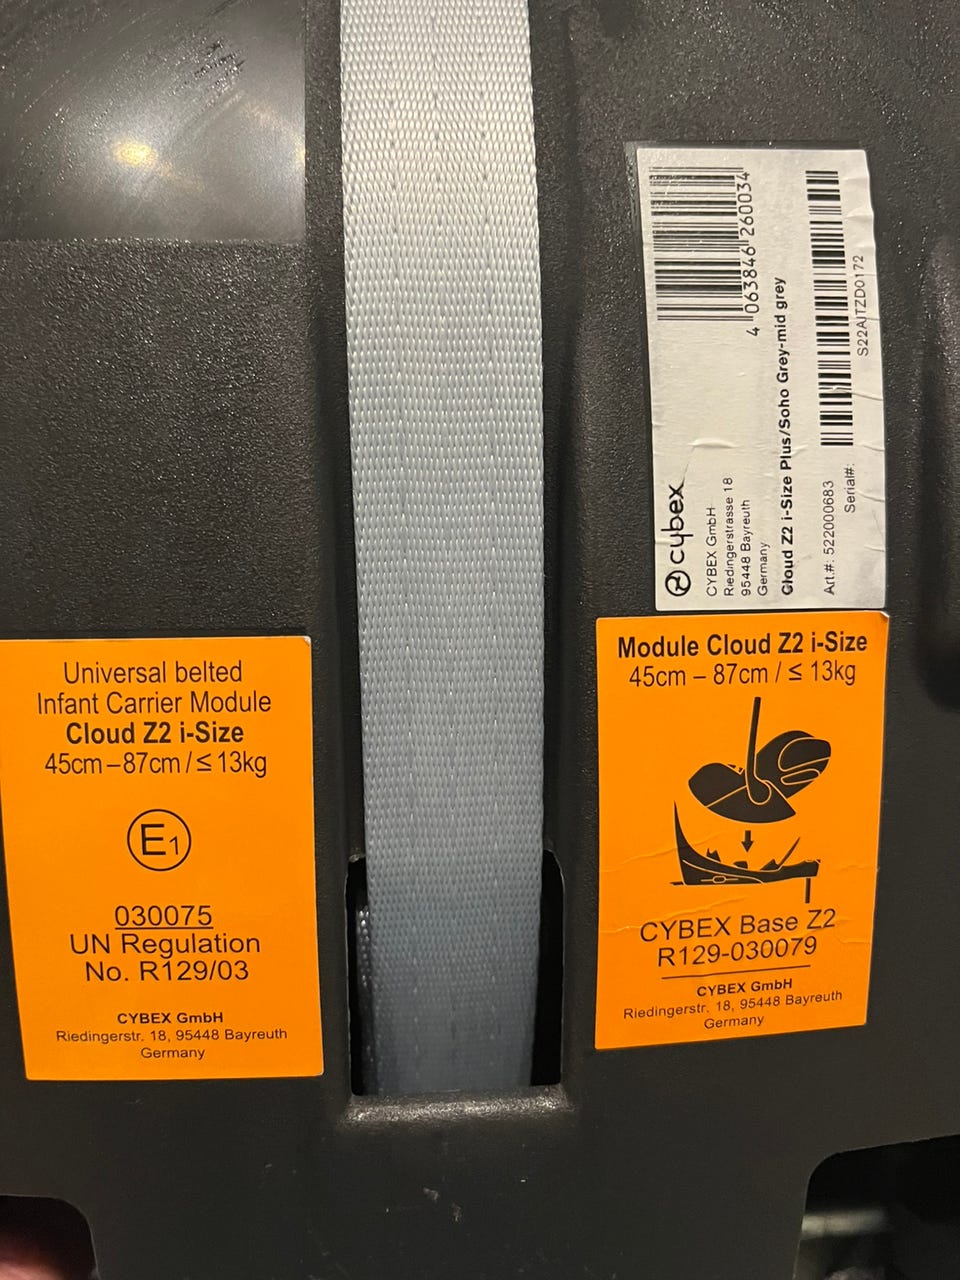 Universal belted
Infant Carrier Module
Cloud Z2 i-Size
45cm – 87cm / ≤ 13kg
E1
030075
UN Regulation
No. R129/03
CYBEX GmbH
Riedingerstr. 18, 95448 Bayreuth
Germany
4 063846 260034
cybex
CYBEX GmbH
Riedingerstrasse 18
95448 Bayreuth
Germany
Cloud Z2 i-Size Plus/Soho Grey-mid grey
Art.#: 522000683
Serial#:
S22AJTZD0172
Module Cloud Z2 i-Size
45cm – 87cm / ≤ 13kg
CYBEX Base Z2
R129-030079
CYBEX GmbH
Riedingerstr. 18, 95448 Bayreuth
Germany